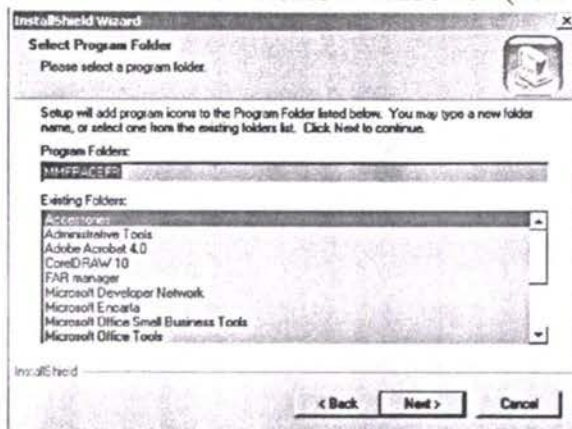 InstallShield Wizard
Select Program Folder
Please select a program folder.
Setup will add program icons to the Program Folder listed below. You may type a new folder
name, or select one from the existing folders list. Click Next to continue.
Program Folders:
Existing Folders:
Accessories
Administrative Tools
Adobe Acrobat 4.0
CorelDRAW 10
FAR manager
Microsoft Developer Network
Microsoft Encarta
Microsoft Office Small Business Tools
Microsoft Office Tools
InstallShield
< Back Next > Cancel